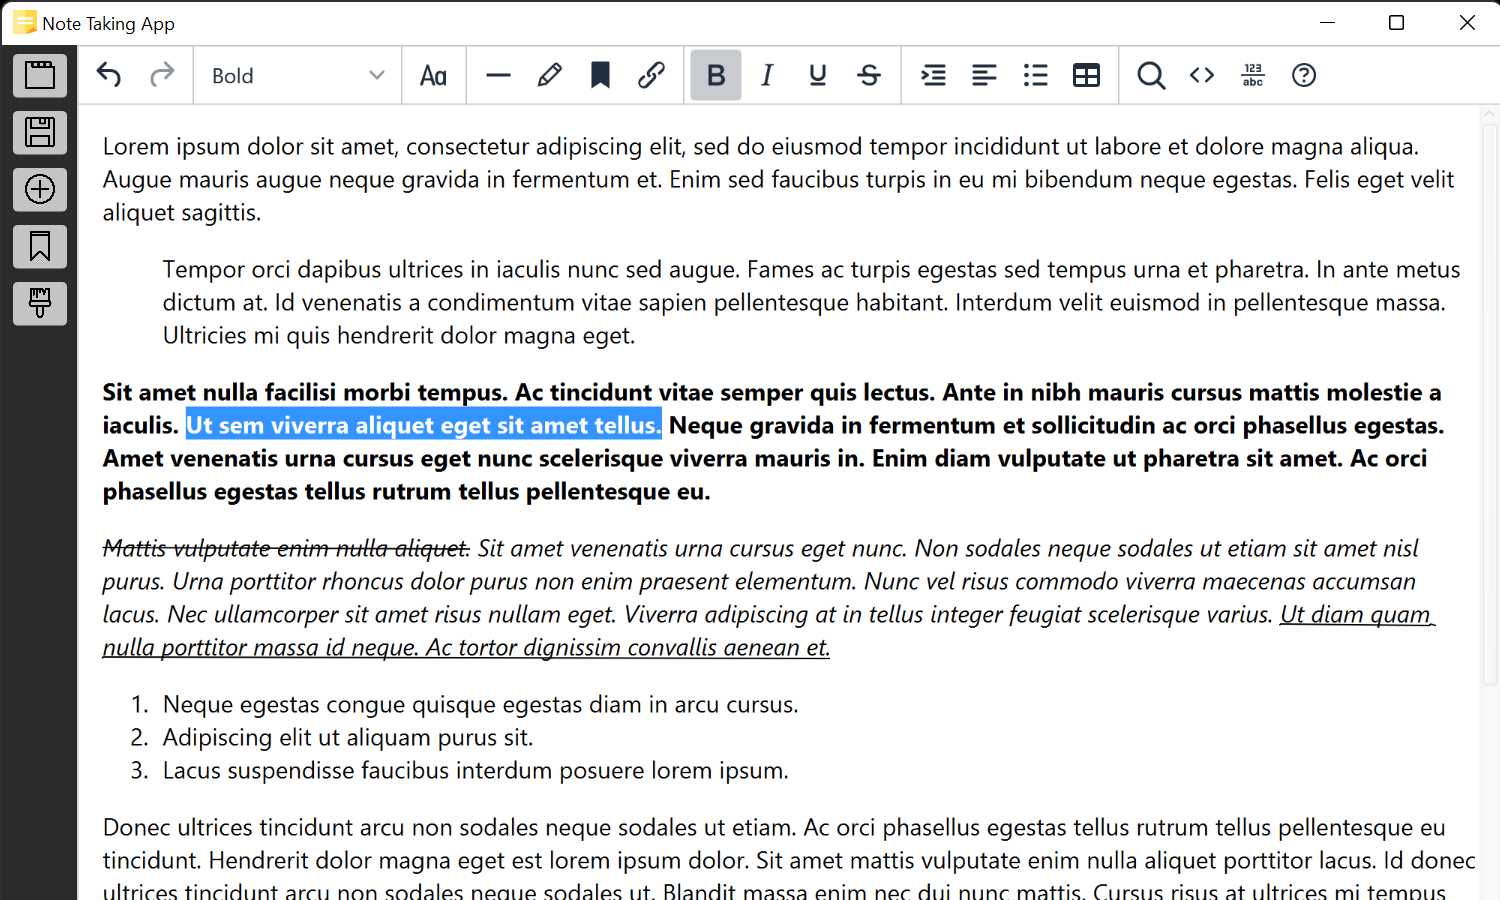 Note Taking App
Bold
Aa
B I U S
123
abc
Lorem ipsum dolor sit amet, consectetur adipiscing elit, sed do eiusmod tempor incididunt ut labore et dolore magna aliqua.
Augue mauris augue neque gravida in fermentum et. Enim sed faucibus turpis in eu mi bibendum neque egestas. Felis eget velit
aliquet sagittis.
Tempor orci dapibus ultrices in iaculis nunc sed augue. Fames ac turpis egestas sed tempus urna et pharetra. In ante metus
dictum at. Id venenatis a condimentum vitae sapien pellentesque habitant. Interdum velit euismod in pellentesque massa.
Ultricies mi quis hendrerit dolor magna eget.
Sit amet nulla facilisi morbi tempus. Ac tincidunt vitae semper quis lectus. Ante in nibh mauris cursus mattis molestie a
iaculis. Ut sem viverra aliquet eget sit amet tellus. Neque gravida in fermentum et sollicitudin ac orci phasellus egestas.
Amet venenatis urna cursus eget nunc scelerisque viverra mauris in. Enim diam vulputate ut pharetra sit amet. Ac orci
phasellus egestas tellus rutrum tellus pellentesque eu.
Mattis vulputate enim nulla aliquet. Sit amet venenatis urna cursus eget nunc. Non sodales neque sodales ut etiam sit amet nisl
purus. Urna porttitor rhoncus dolor purus non enim praesent elementum. Nunc vel risus commodo viverra maecenas accumsan
lacus. Nec ullamcorper sit amet risus nullam eget. Viverra adipiscing at in tellus integer feugiat scelerisque varius. Ut diam quam
nulla porttitor massa id neque. Ac tortor dignissim convallis aenean et.
1. Neque egestas congue quisque egestas diam in arcu cursus.
2. Adipiscing elit ut aliquam purus sit.
3. Lacus suspendisse faucibus interdum posuere lorem ipsum.
Donec ultrices tincidunt arcu non sodales neque sodales ut etiam. Ac orci phasellus egestas tellus rutrum tellus pellentesque eu
tincidunt. Hendrerit dolor magna eget est lorem ipsum dolor. Sit amet mattis vulputate enim nulla aliquet porttitor lacus. Id donec
ultrices tincidunt arcu non sodales neque sodales ut. Blandit massa enim nec dui nunc mattis. Cursus risus at ultrices mi tempus